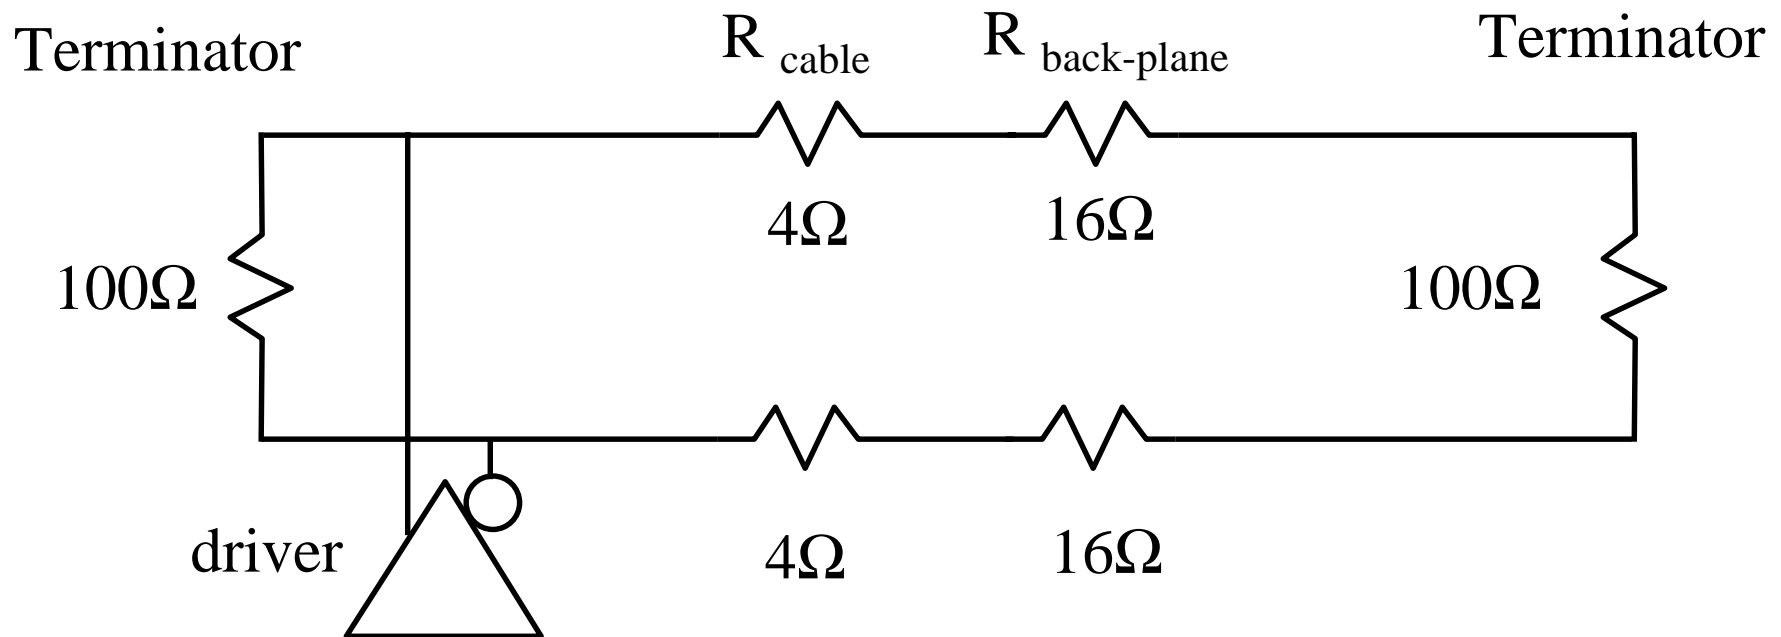 Terminator
R cable
R back-plane
Terminator
4Ω
16Ω
100Ω
100Ω
driver
4Ω
16Ω